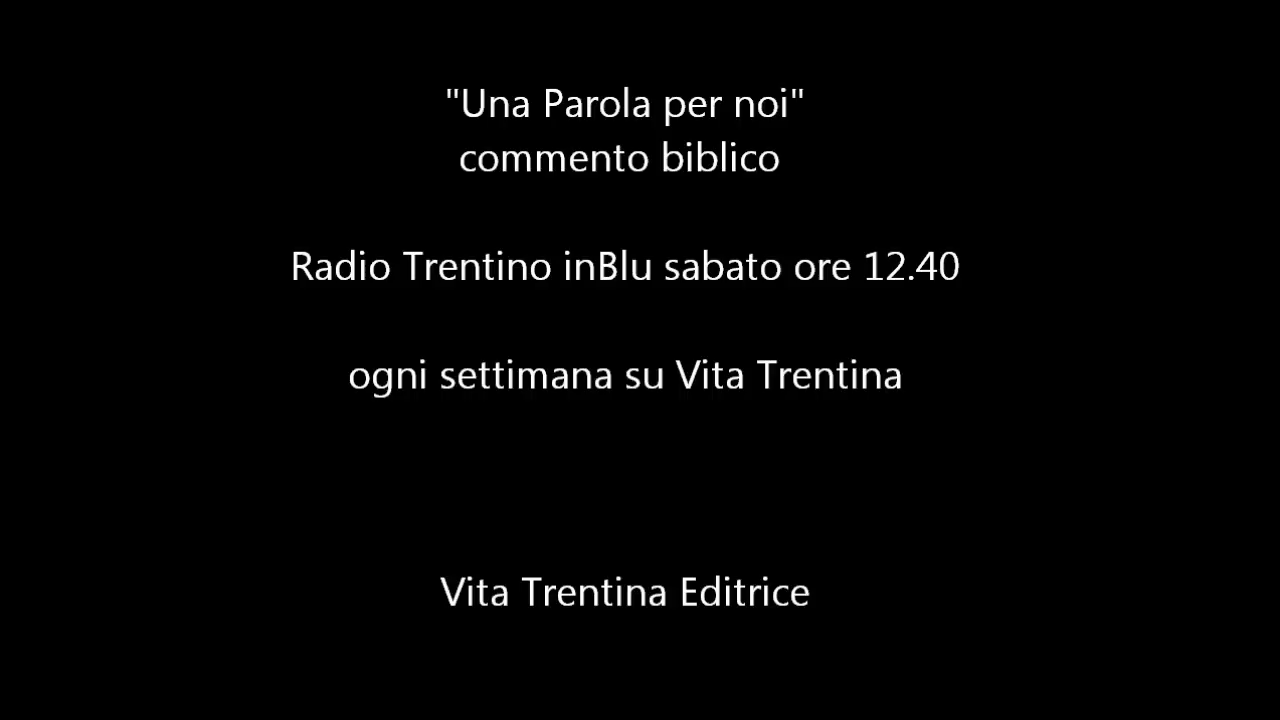 "Una Parola per noi"
commento biblico
Radio Trentino inBlu sabato ore 12.40
ogni settimana su Vita Trentina
Vita Trentina Editrice